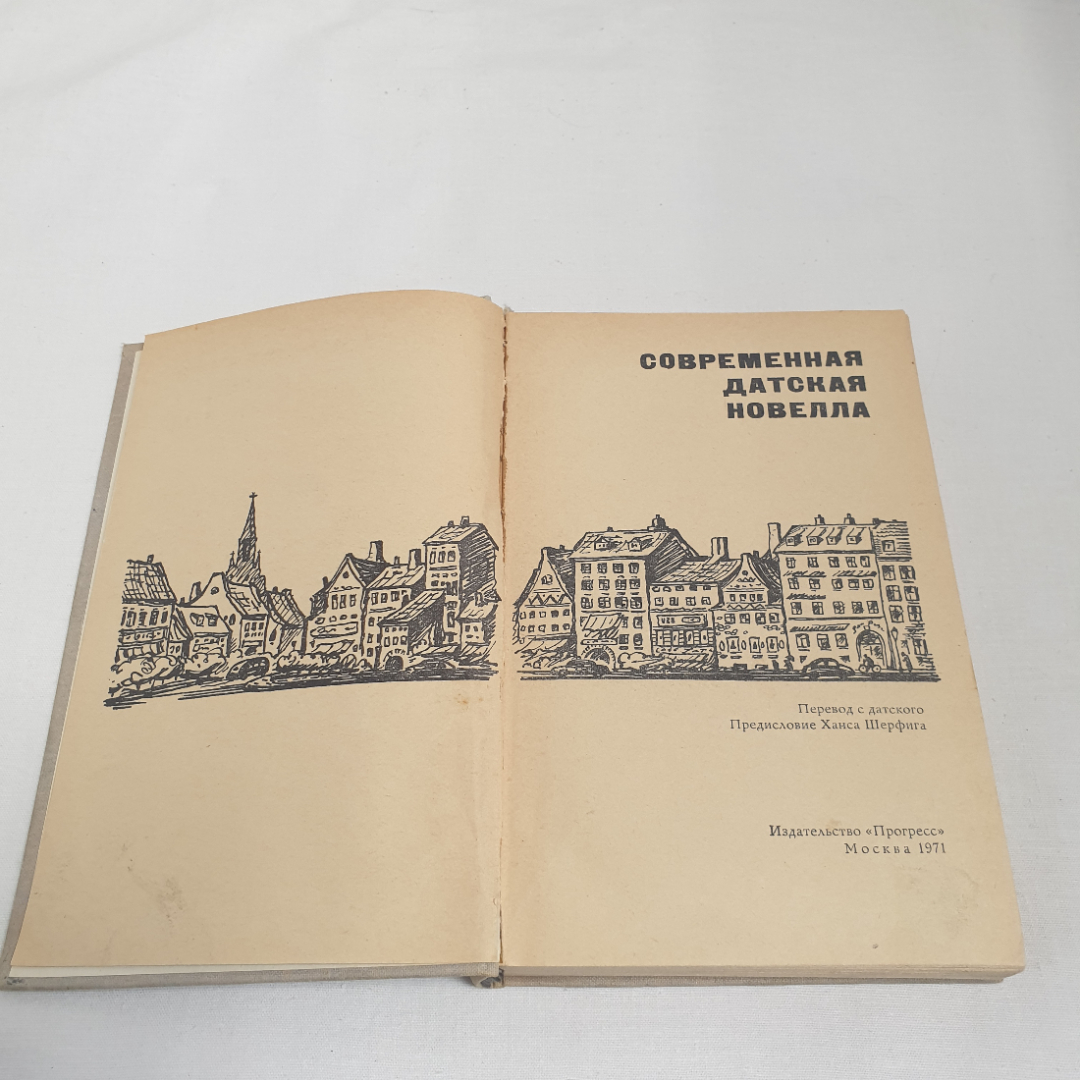 СОВРЕМЕННАЯ
ДАТСКАЯ
НОВЕЛЛА
Перевод с датского
Предисловие Ханса Шерфига
Издательство «Прогресс»
Москва 1971